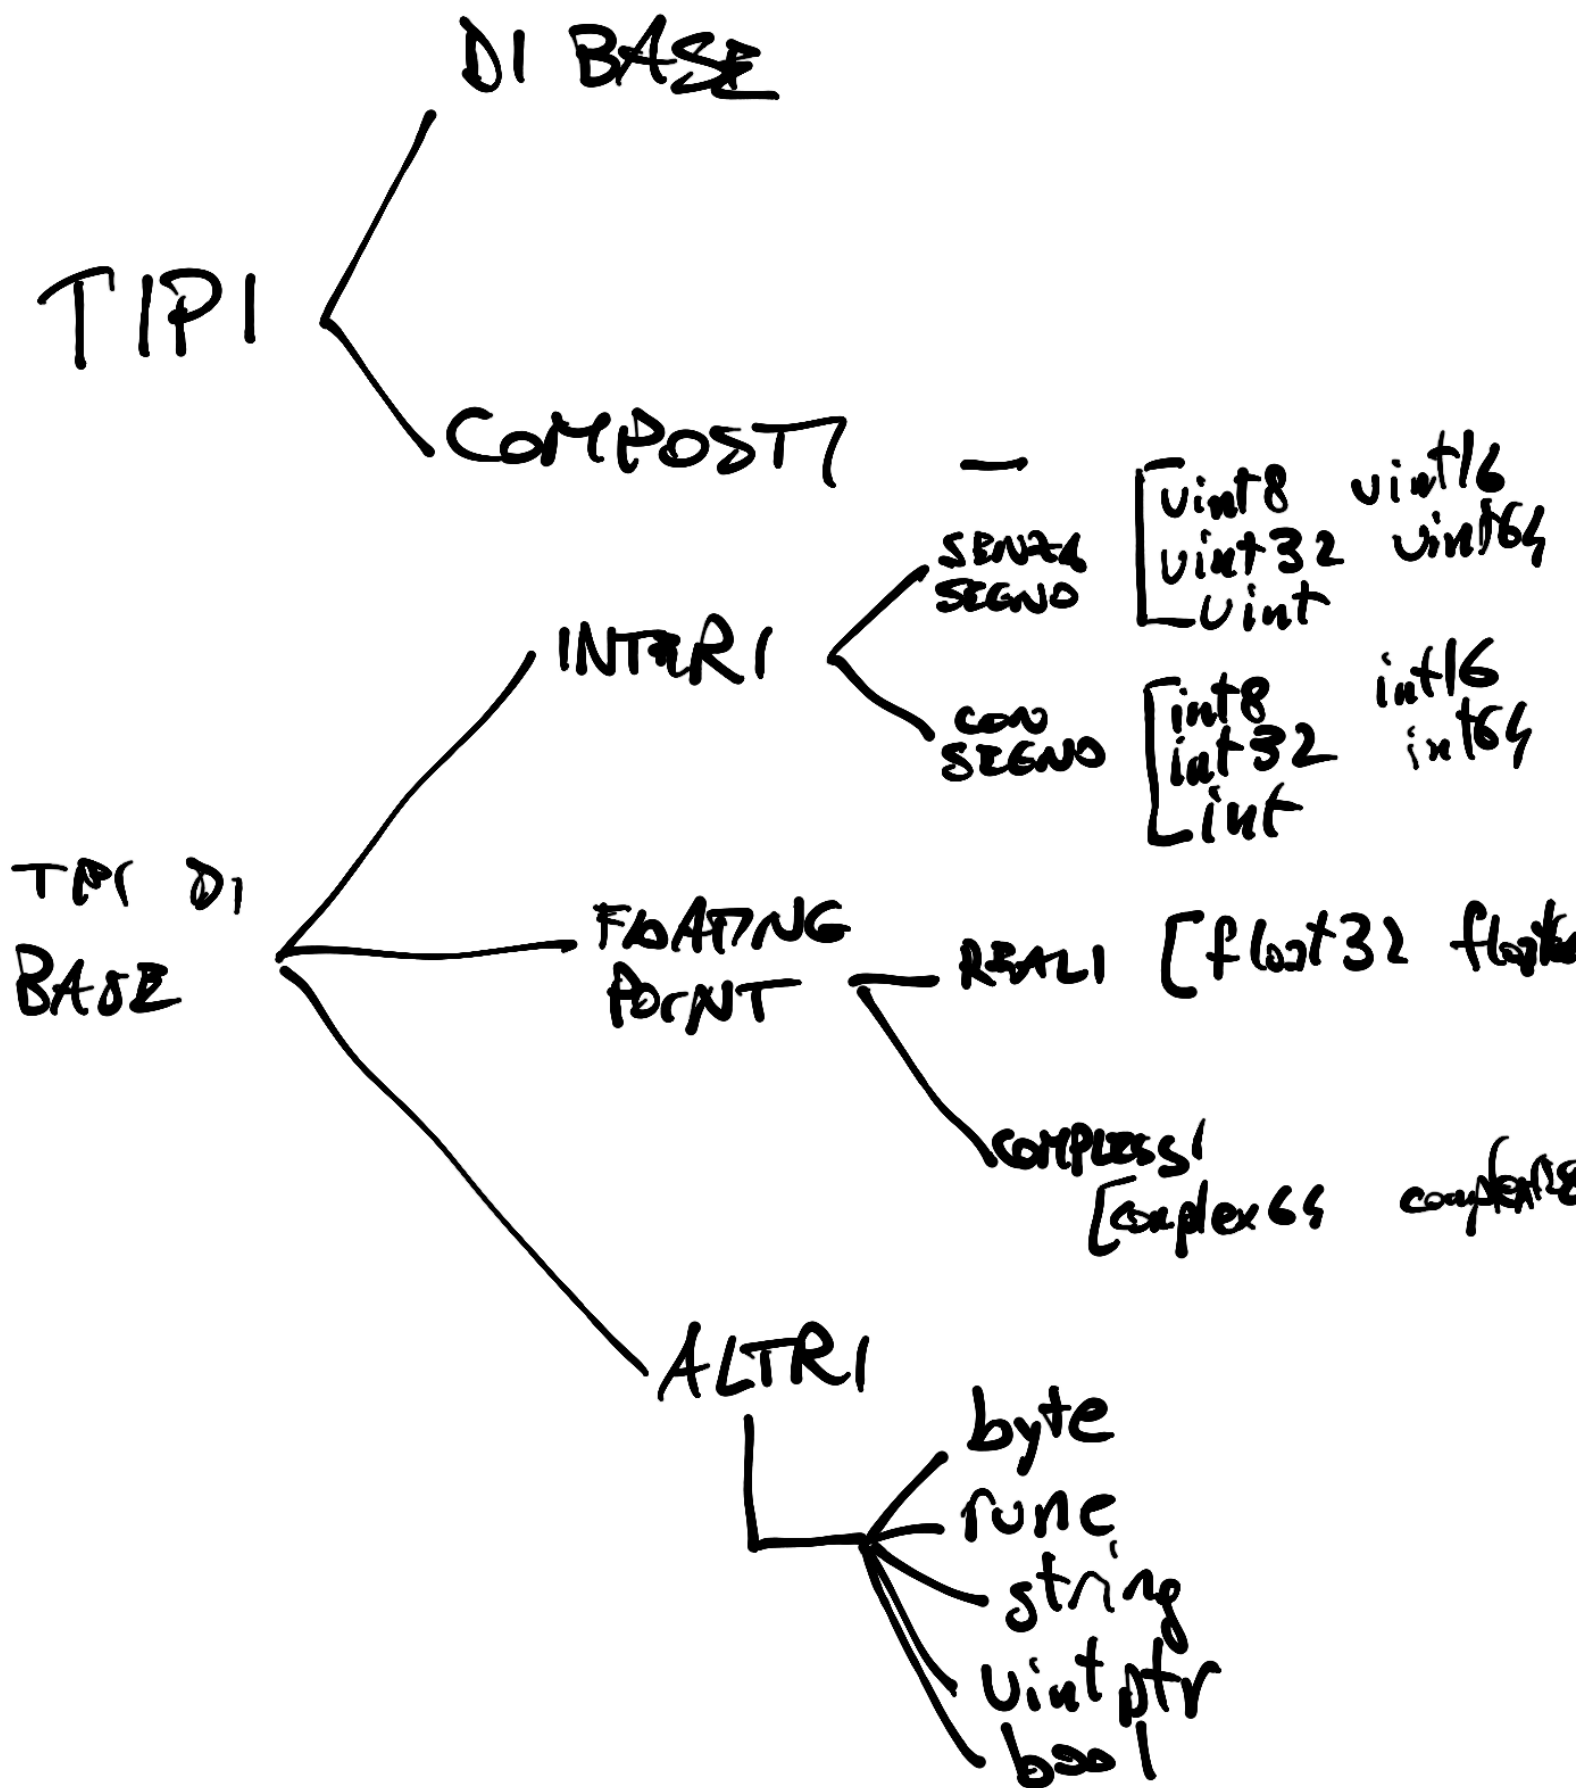 DI BASE
TIPI
COMPOSTI —
SENZA
SEGNO
uint8 uint16
uint32 uint64
uint
INTERI
CON
SEGNO
int8 int16
int32 int64
int
TIPI DI
BASE
FLOATING
POINT
REALI [float32
COMPLESSI
[complex64 complex128
ALTRI
byte
rune
string
uintptr
bool